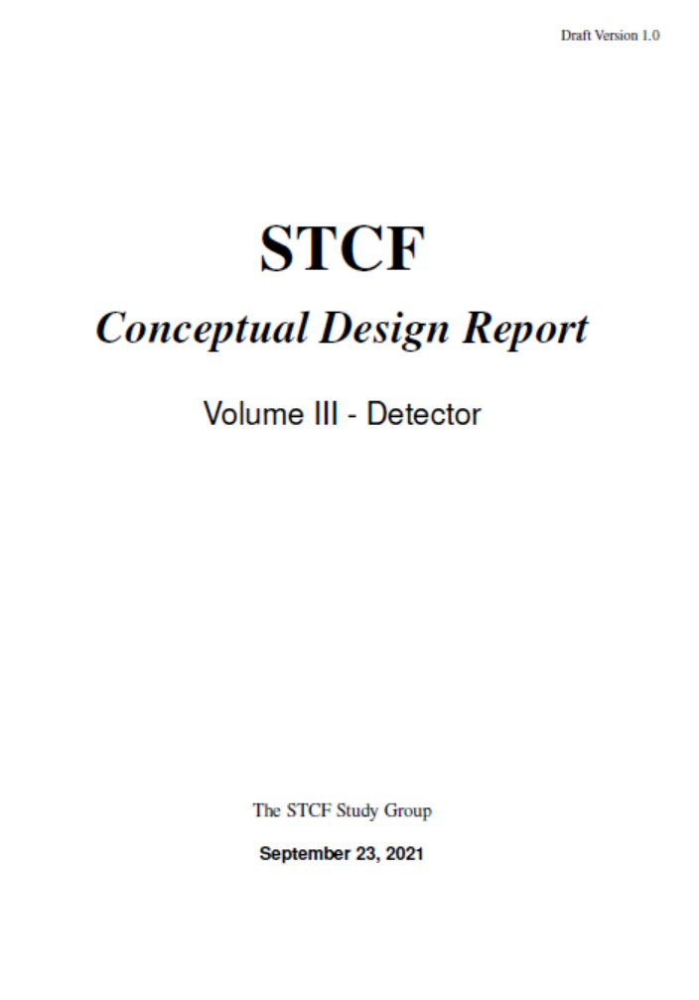 Draft Version 1.0
STCF
Conceptual Design Report
Volume III - Detector
The STCF Study Group
September 23, 2021